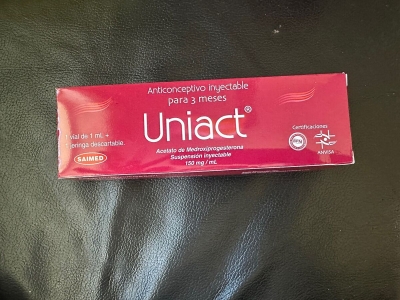 Anticonceptivo inyectable
para 3 meses
Uniact®
1 vial de 1 mL +
jeringa descartable.
SAIMED
Acetato de Medroxiprogesterona
Suspensión inyectable
150 mg / mL
Certificaciones
ANVISA